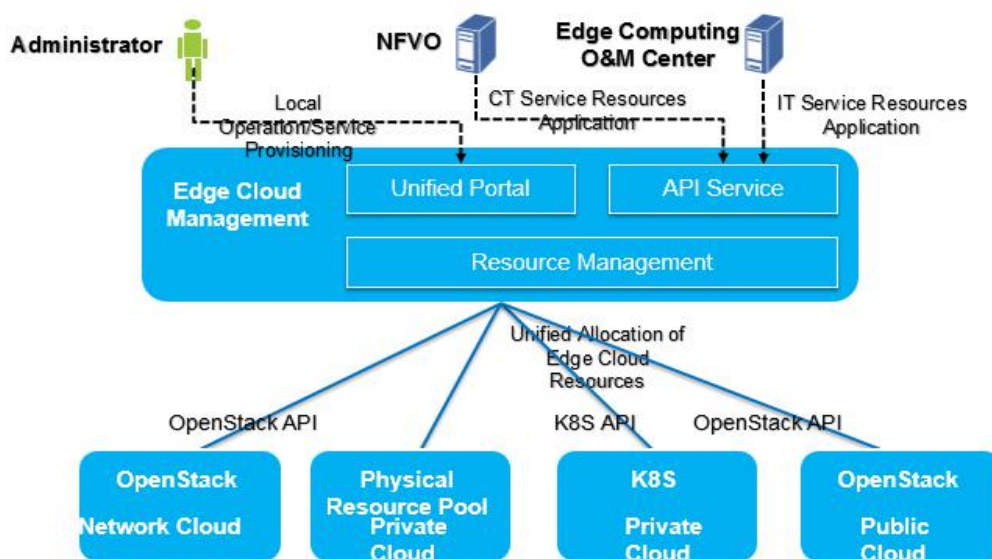 Administrator
NFVO
Edge Computing
O&M Center
Local
Operation/Service
Provisioning
CT Service Resources
Application
IT Service Resources
Application
Edge Cloud
Management
Unified Portal
API Service
Resource Management
Unified Allocation of
Edge Cloud
Resources
OpenStack API
K8S API
OpenStack API
OpenStack
Network Cloud
Physical
Resource Pool
Private
Cloud
K8S
Private
Cloud
OpenStack
Public
Cloud